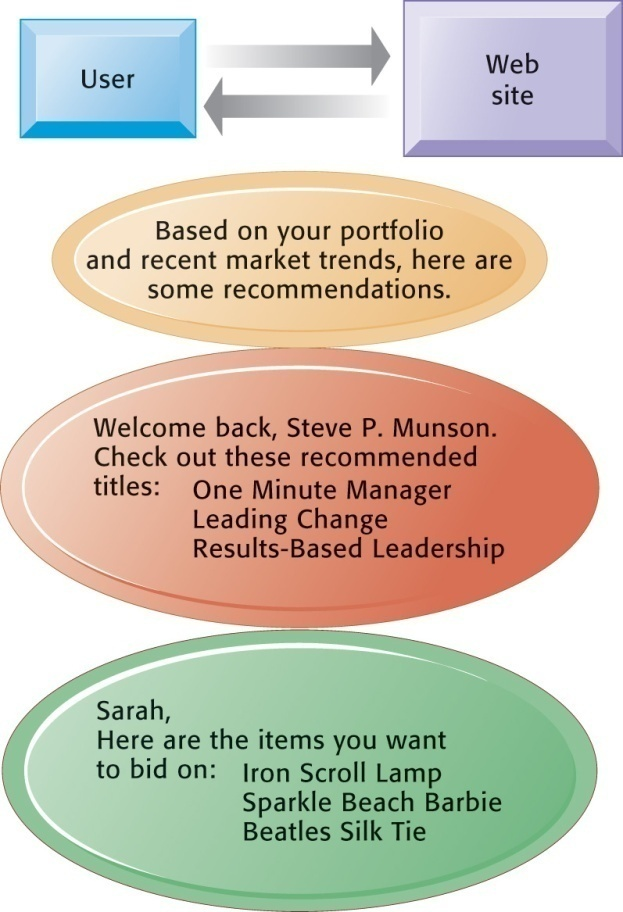 User
Web
site
Based on your portfolio
and recent market trends, here are
some recommendations.
Welcome back, Steve P. Munson.
Check out these recommended
titles: One Minute Manager
Leading Change
Results-Based Leadership
Sarah,
Here are the items you want
to bid on: Iron Scroll Lamp
Sparkle Beach Barbie
Beatles Silk Tie